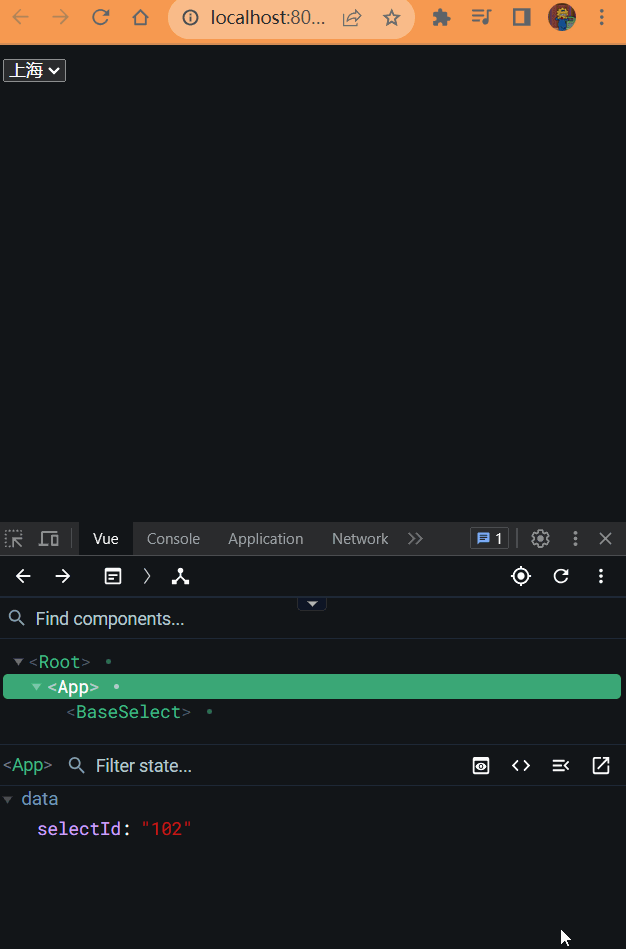 localhost:80...
上海
Vue Console Application Network 1
Find components...
<Root>
<App>
<BaseSelect>
<App> Filter state...
data
selectId: "102"